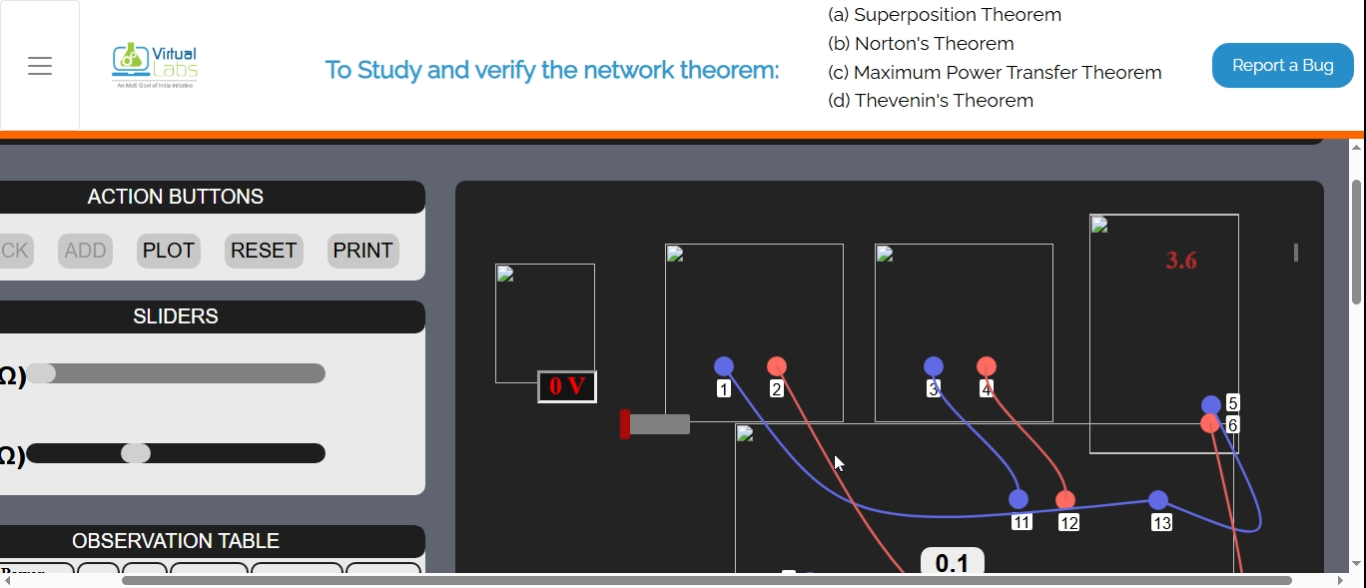 Virtual
Labs
An MoE Govt of India Initiative
To Study and verify the network theorem:
(a) Superposition Theorem
(b) Norton's Theorem
(c) Maximum Power Transfer Theorem
(d) Thevenin's Theorem
Report a Bug
ACTION BUTTONS
CK ADD PLOT RESET PRINT
SLIDERS
Ω)
Ω)
OBSERVATION TABLE
3.6
0 V
1 2 3 4
5
6
11 12 13
0.1